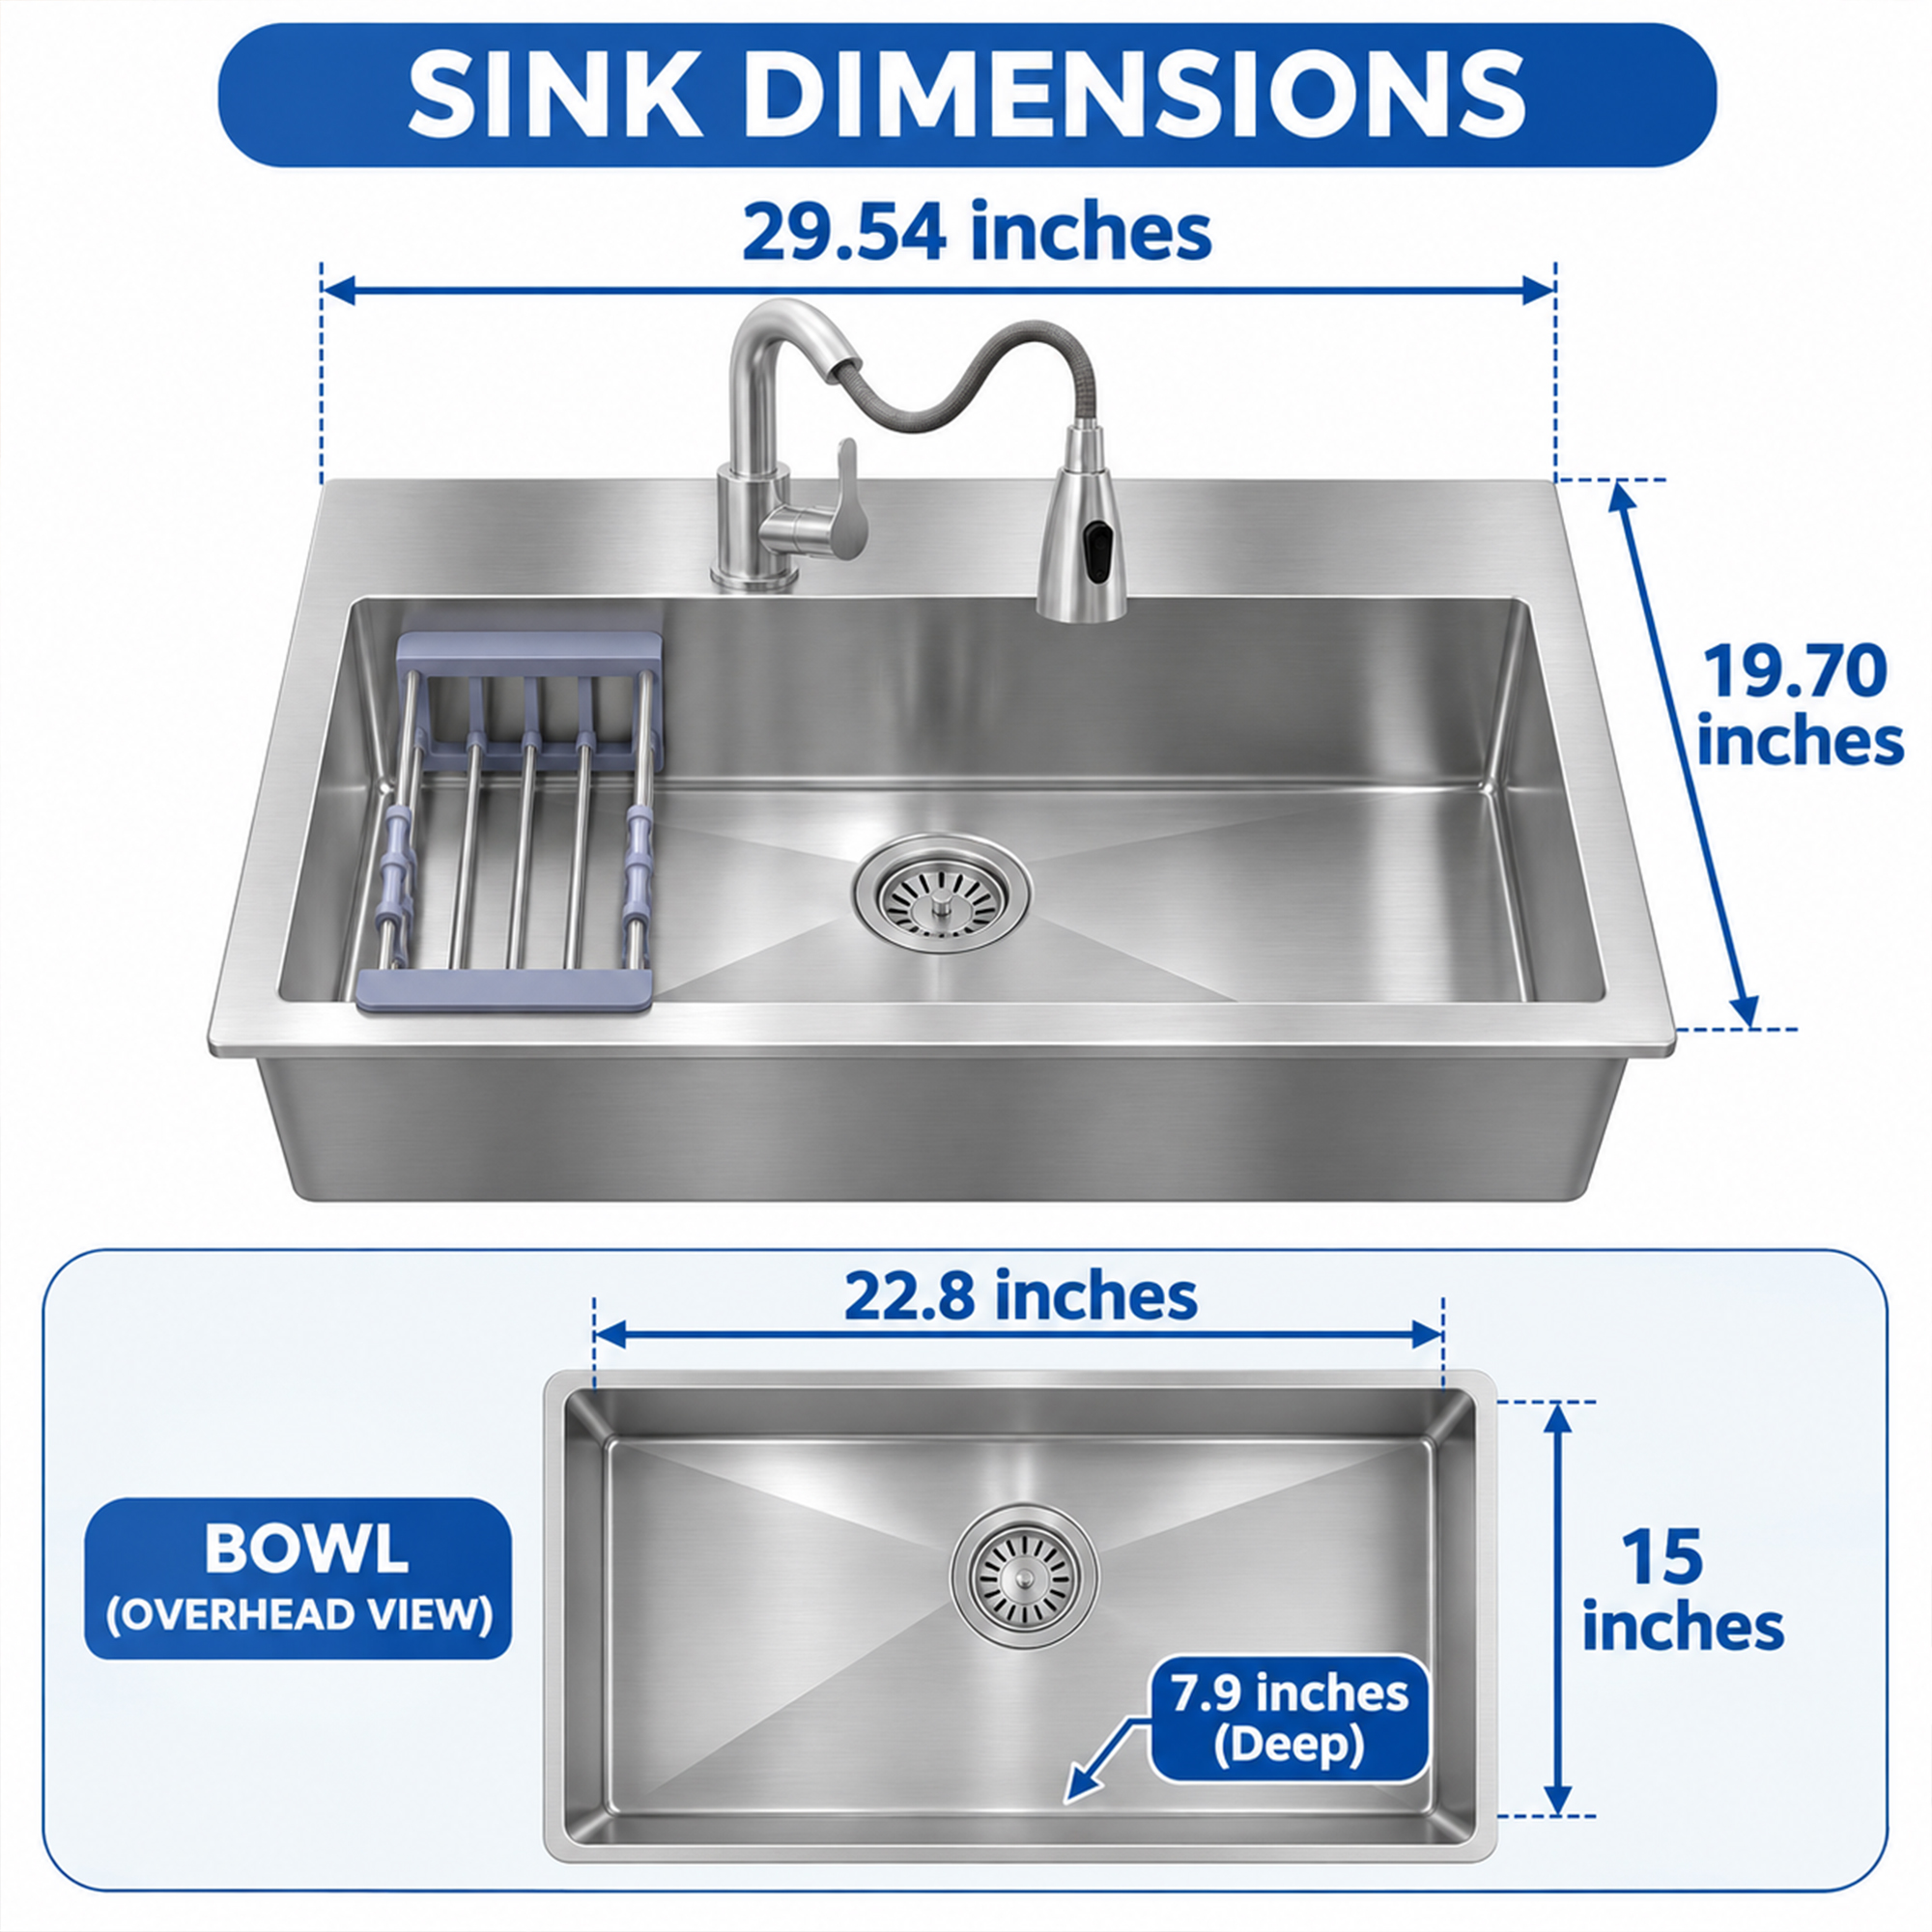 SINK DIMENSIONS
29.54 inches
19.70
inches
22.8 inches
BOWL
(OVERHEAD VIEW)
15
inches
7.9 inches
(Deep)